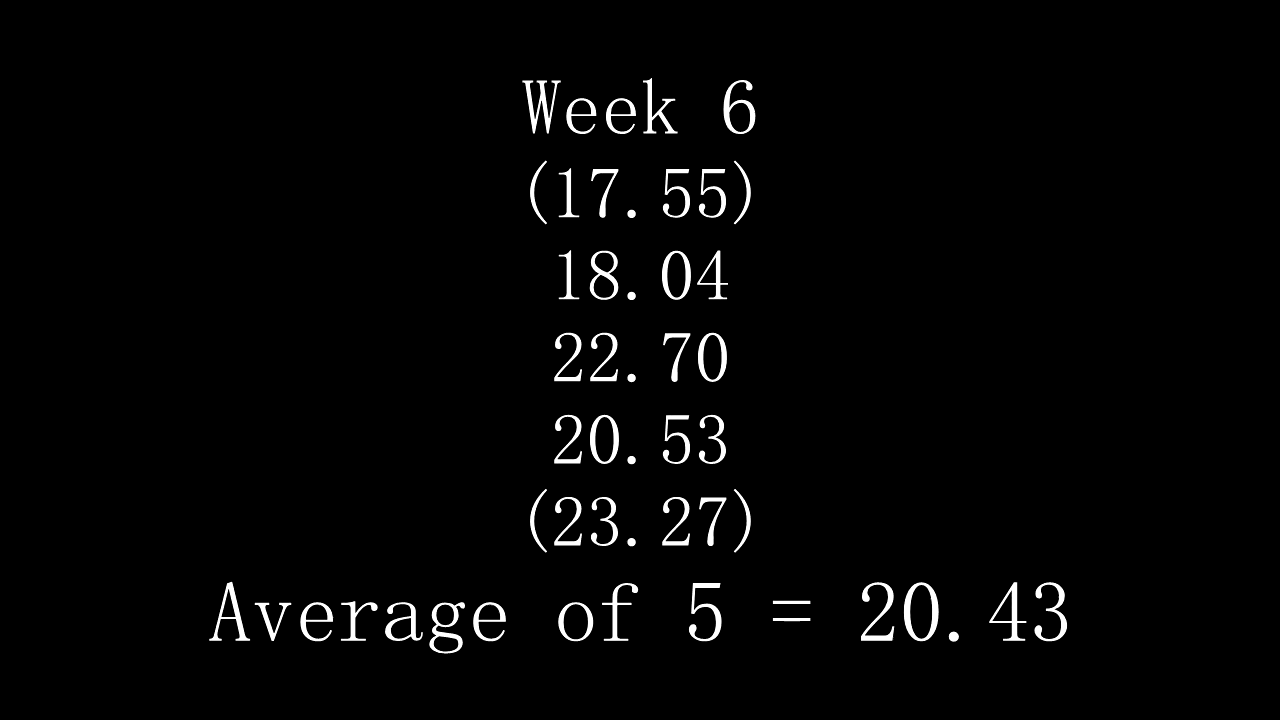 Week 6
(17.55)
18.04
22.70
20.53
(23.27)
Average of 5 = 20.43